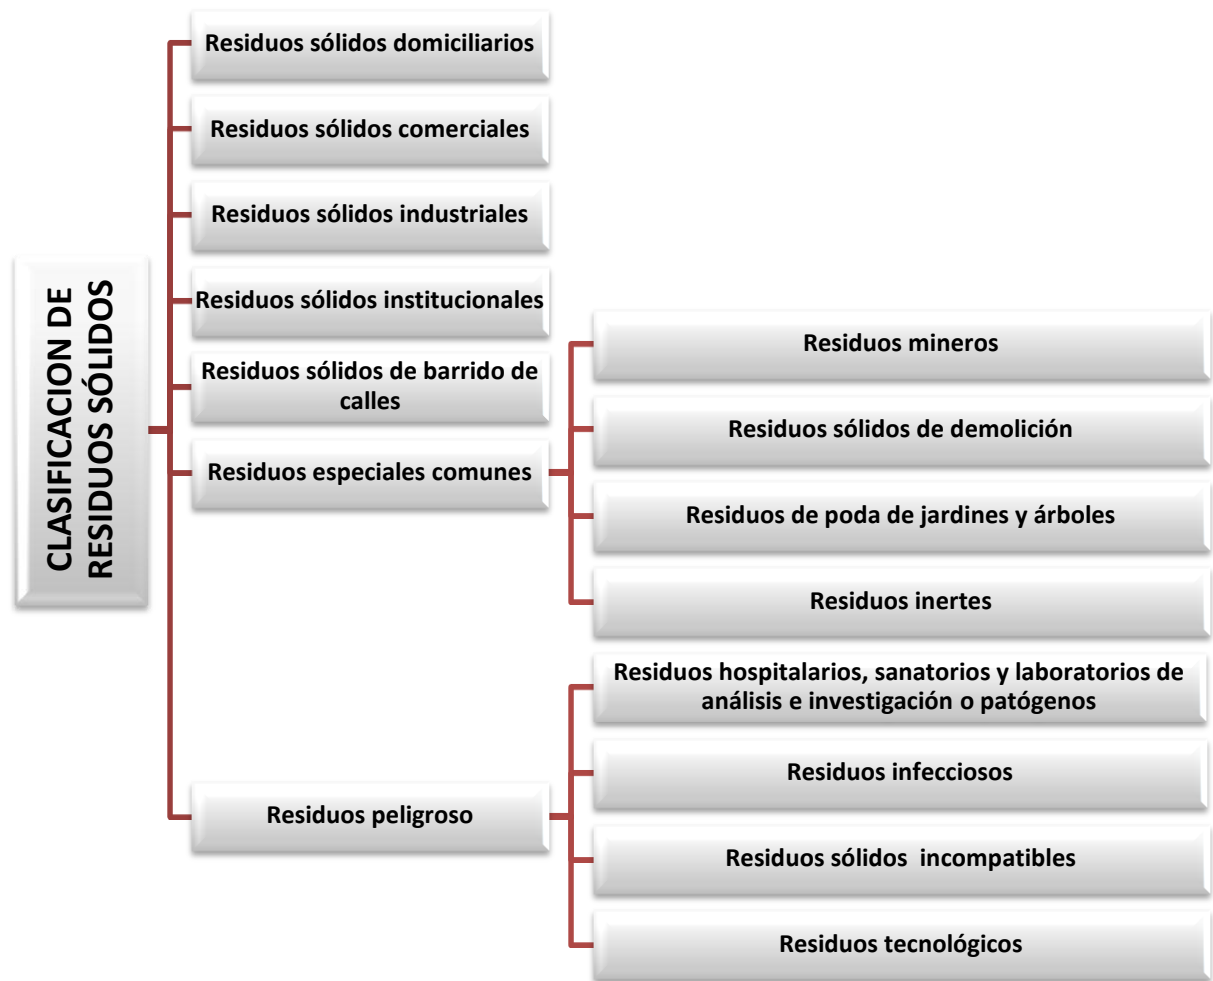 CLASIFICACION DE
RESIDUOS SÓLIDOS
Residuos sólidos domiciliarios
Residuos sólidos comerciales
Residuos sólidos industriales
Residuos sólidos institucionales
Residuos sólidos de barrido de
calles
Residuos especiales comunes
Residuos mineros
Residuos sólidos de demolición
Residuos de poda de jardines y árboles
Residuos inertes
Residuos peligroso
Residuos hospitalarios, sanatorios y laboratorios de
análisis e investigación o patógenos
Residuos infecciosos
Residuos sólidos  incompatibles
Residuos tecnológicos